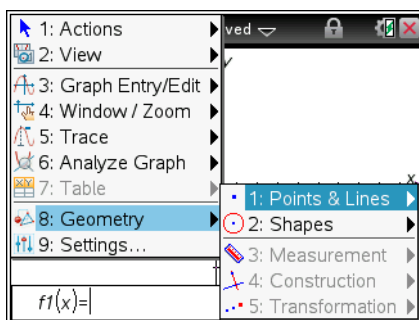 1: Actions
ved
2: View
y
3: Graph Entry/Edit
4: Window / Zoom
5: Trace
6: Analyze Graph
7: Table
x
8: Geometry
1: Points & Lines
9: Settings...
2: Shapes
3: Measurement
4: Construction
5: Transformation
f1(x)=